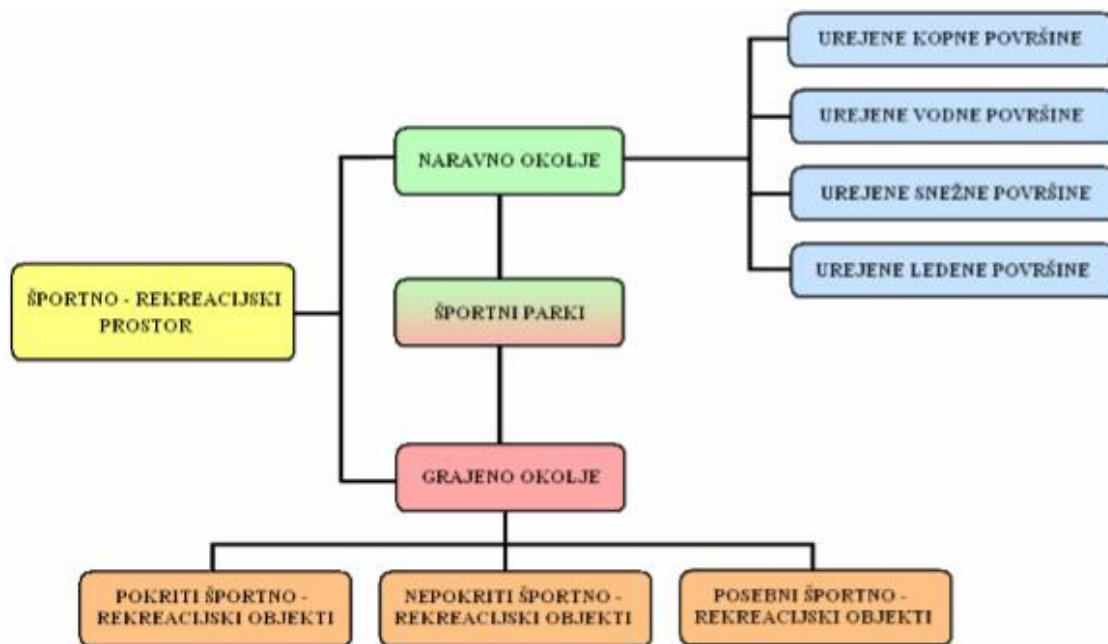 UREJENE KOPNE POVRŠINE
UREJENE VODNE POVRŠINE
NARAVNO OKOLJE
UREJENE SNEŽNE POVRŠINE
UREJENE LEDENE POVRŠINE
ŠPORTNO - REKREACIJSKI
PROSTOR
ŠPORTNI PARKI
GRAJENO OKOLJE
POKRITI ŠPORTNO -
REKREACIJSKI OBJEKTI
NEPOKRITI ŠPORTNO -
REKREACIJSKI OBJEKTI
POSEBNI ŠPORTNO -
REKREACIJSKI OBJEKTI